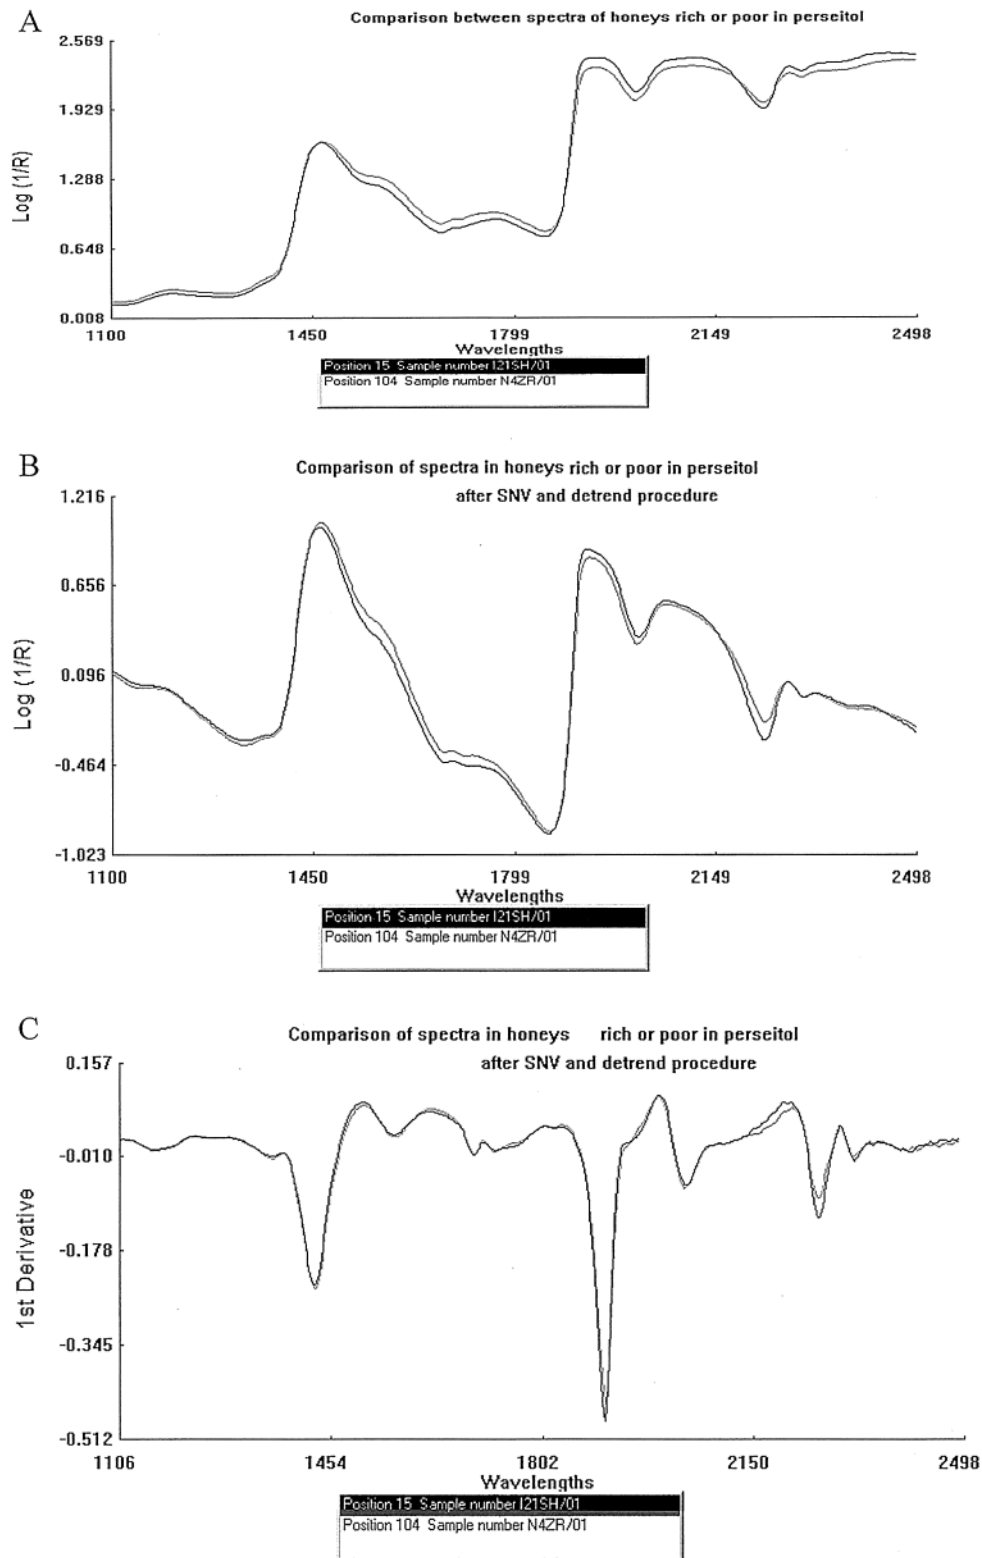 A
Comparison between spectra of honeys rich or poor in perseitol
2.569
1.929
1.288
0.648
0.008
Log (1/R)
1100 1450 1799 2149 2498
Wavelengths
Position 15 Sample number I21SH/01
Position 104 Sample number N4ZR/01
B
Comparison of spectra in honeys rich or poor in perseitol
after SNV and detrend procedure
1.216
0.656
0.096
-0.464
-1.023
Log (1/R)
1100 1450 1799 2149 2498
Wavelengths
Position 15 Sample number I21SH/01
Position 104 Sample number N4ZR/01
C
Comparison of spectra in honeys rich or poor in perseitol
after SNV and detrend procedure
0.157
-0.010
-0.178
-0.345
-0.512
1st Derivative
1106 1454 1802 2150 2498
Wavelengths
Position 15 Sample number I21SH/01
Position 104 Sample number N4ZR/01